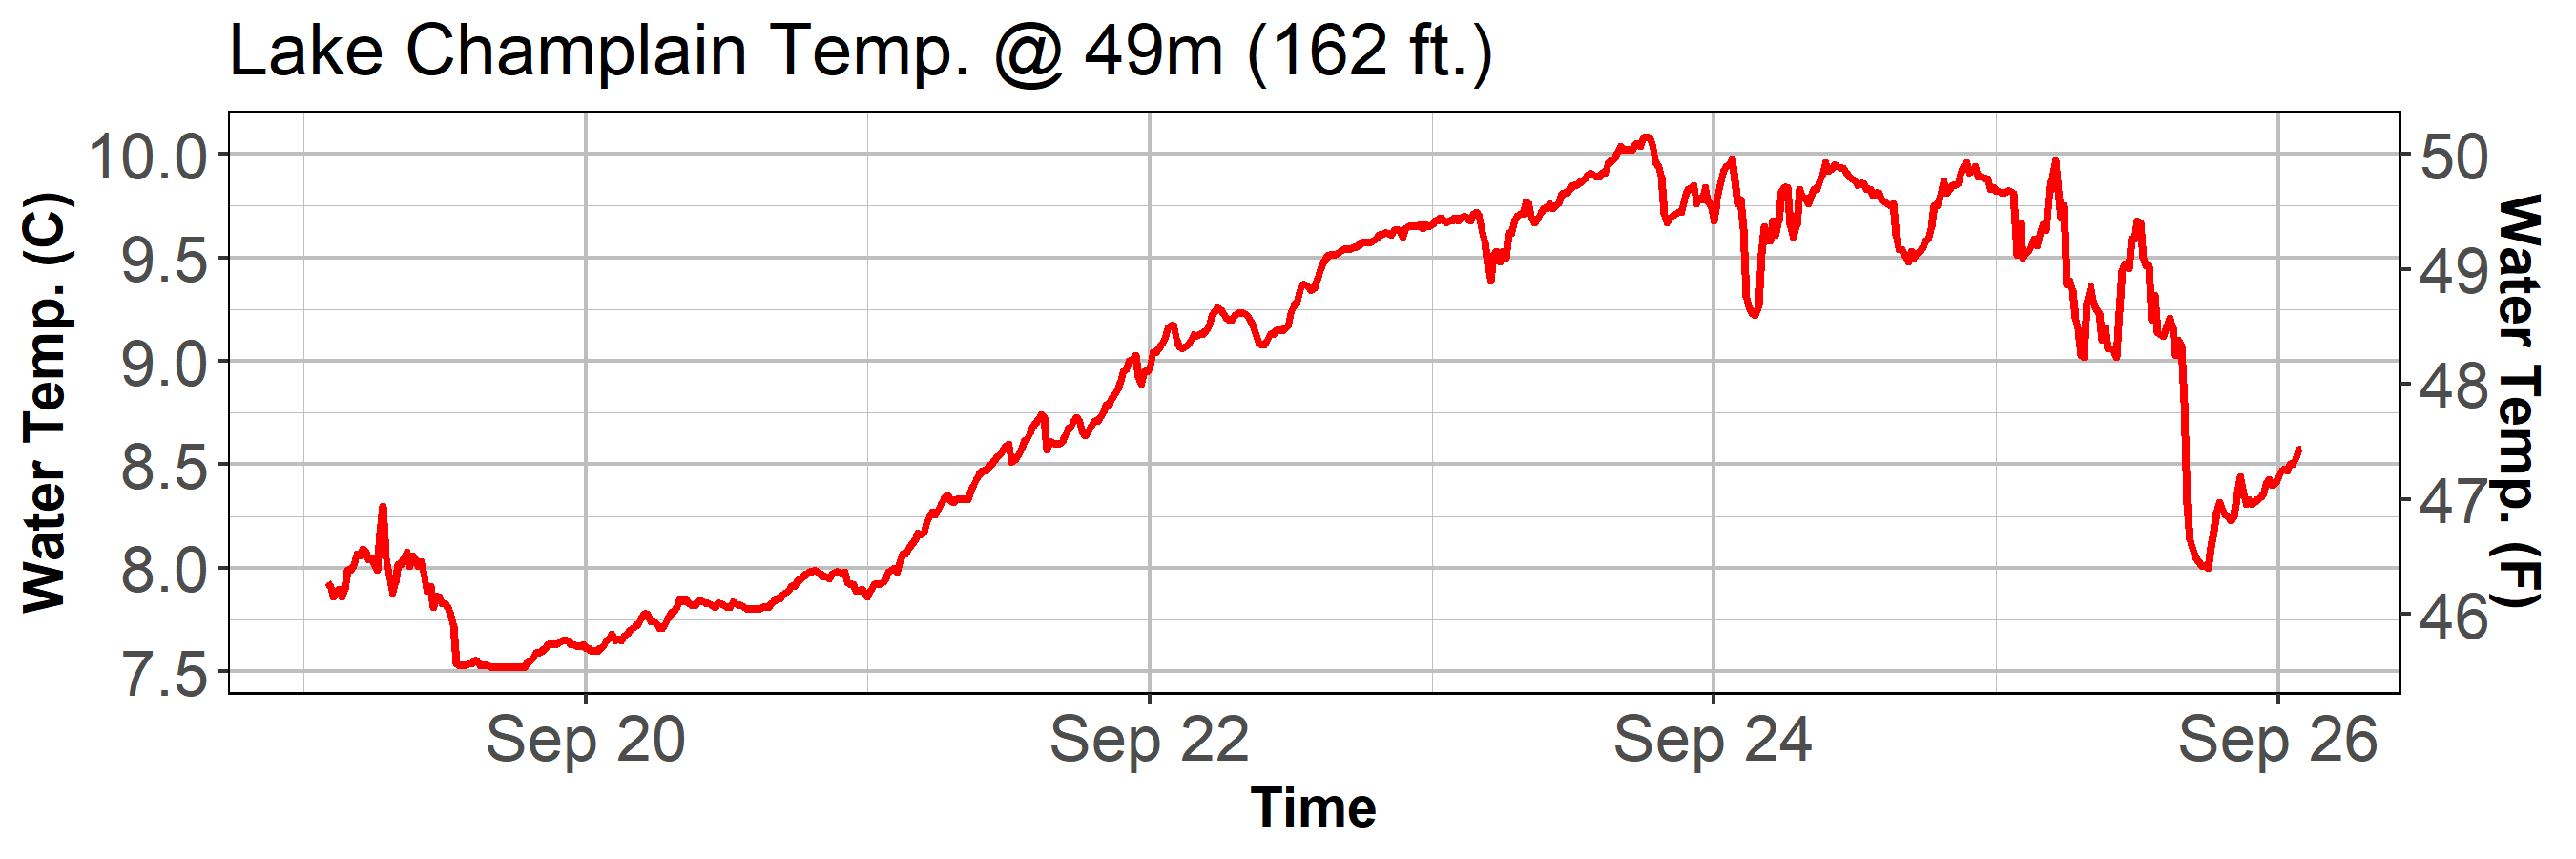 Lake Champlain Temp. @ 49m (162 ft.)
Water Temp. (C)
10.0
9.5
9.0
8.5
8.0
7.5
50
49
48
47
46
Water Temp. (F)
Sep 20 Sep 22 Sep 24 Sep 26
Time